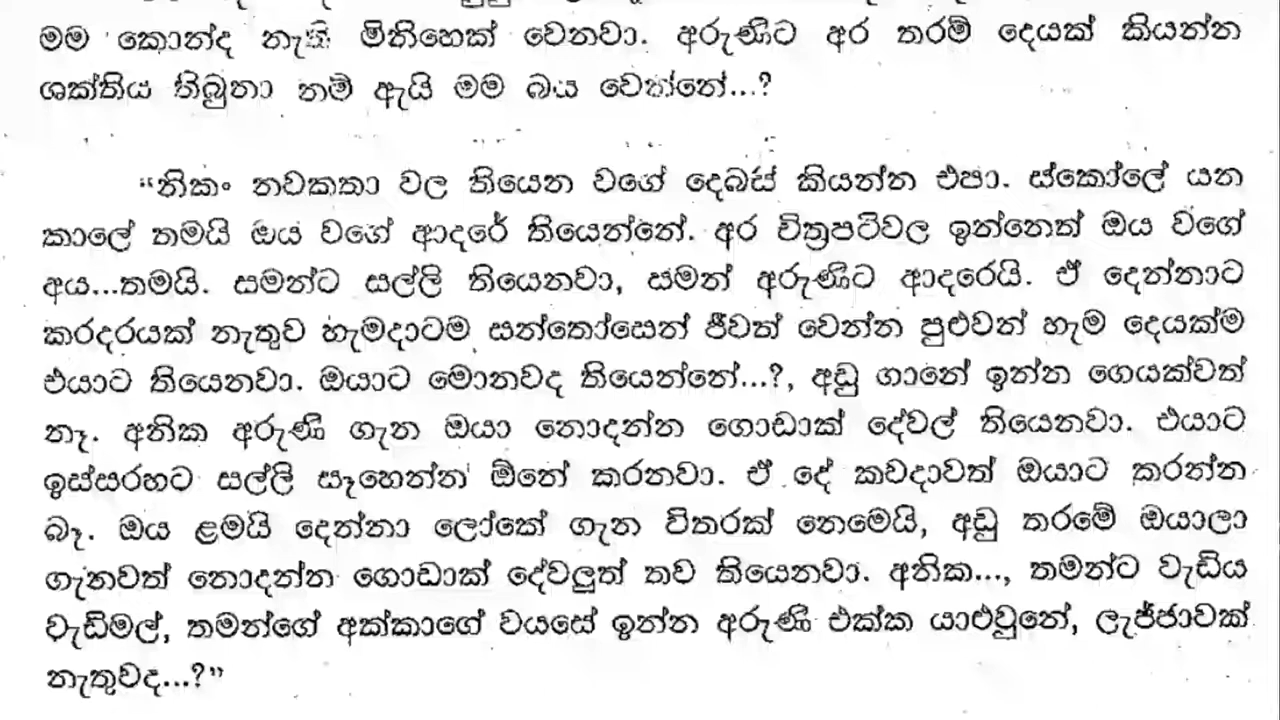 මම කොන්ද නැති මිනිහෙක් වෙනවා. අරුණිට අර තරම් දෙයක් කියන්න
ශක්තිය තිබුනා නම් ඇයි මම බය වෙන්නේ...?
“නිකං නවකතා වල තියෙන වගේ දෙබස් කියන්න එපා. ස්කෝලේ යන
කාලේ තමයි ඔය වගේ ආදරේ තියෙන්නේ. අර චිත්‍රපටිවල ඉන්නෙත් ඔය වගේ
අය...තමයි. සමන්ට සල්ලි තියෙනවා, සමන් අරුණිට ආදරෙයි. ඒ දෙන්නාට
කරදරයක් නැතුව හැමදාටම සන්තෝසෙන් ජීවත් වෙන්න පුළුවන් හැම දෙයක්ම
එයාට තියෙනවා. ඔයාට මොනවද තියෙන්නේ...?, අඩු ගානේ ඉන්න ගෙයක්වත්
නෑ. අනික අරුණි ගැන ඔයා නොදන්න ගොඩාක් දේවල් තියෙනවා. එයාට
ඉස්සරහට සල්ලි සෑහෙන්න ඕනේ කරනවා. ඒ දේ කවදාවත් ඔයාට කරන්න
බෑ. ඔය ළමයි දෙන්නා ලෝකේ ගැන විතරක් නෙමෙයි, අඩු තරමේ ඔයාලා
ගැනවත් නොදන්න ගොඩාක් දේවලුත් තව තියෙනවා. අනික..., තමන්ට වැඩිය
වැඩිමල්, තමන්ගේ අක්කාගේ වයසේ ඉන්න අරුණි එක්ක යාළුවුනේ, ලැජ්ජාවක්
නැතුවද...?”